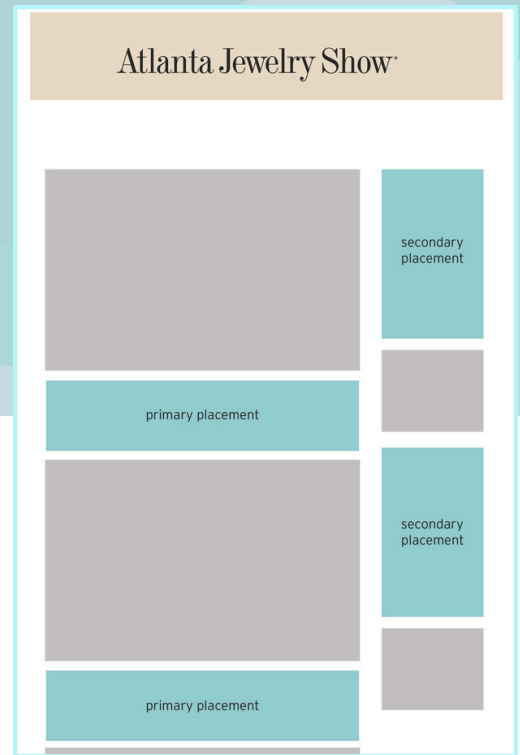 Atlanta Jewelry Show®
secondary
placement
primary placement
secondary
placement
primary placement